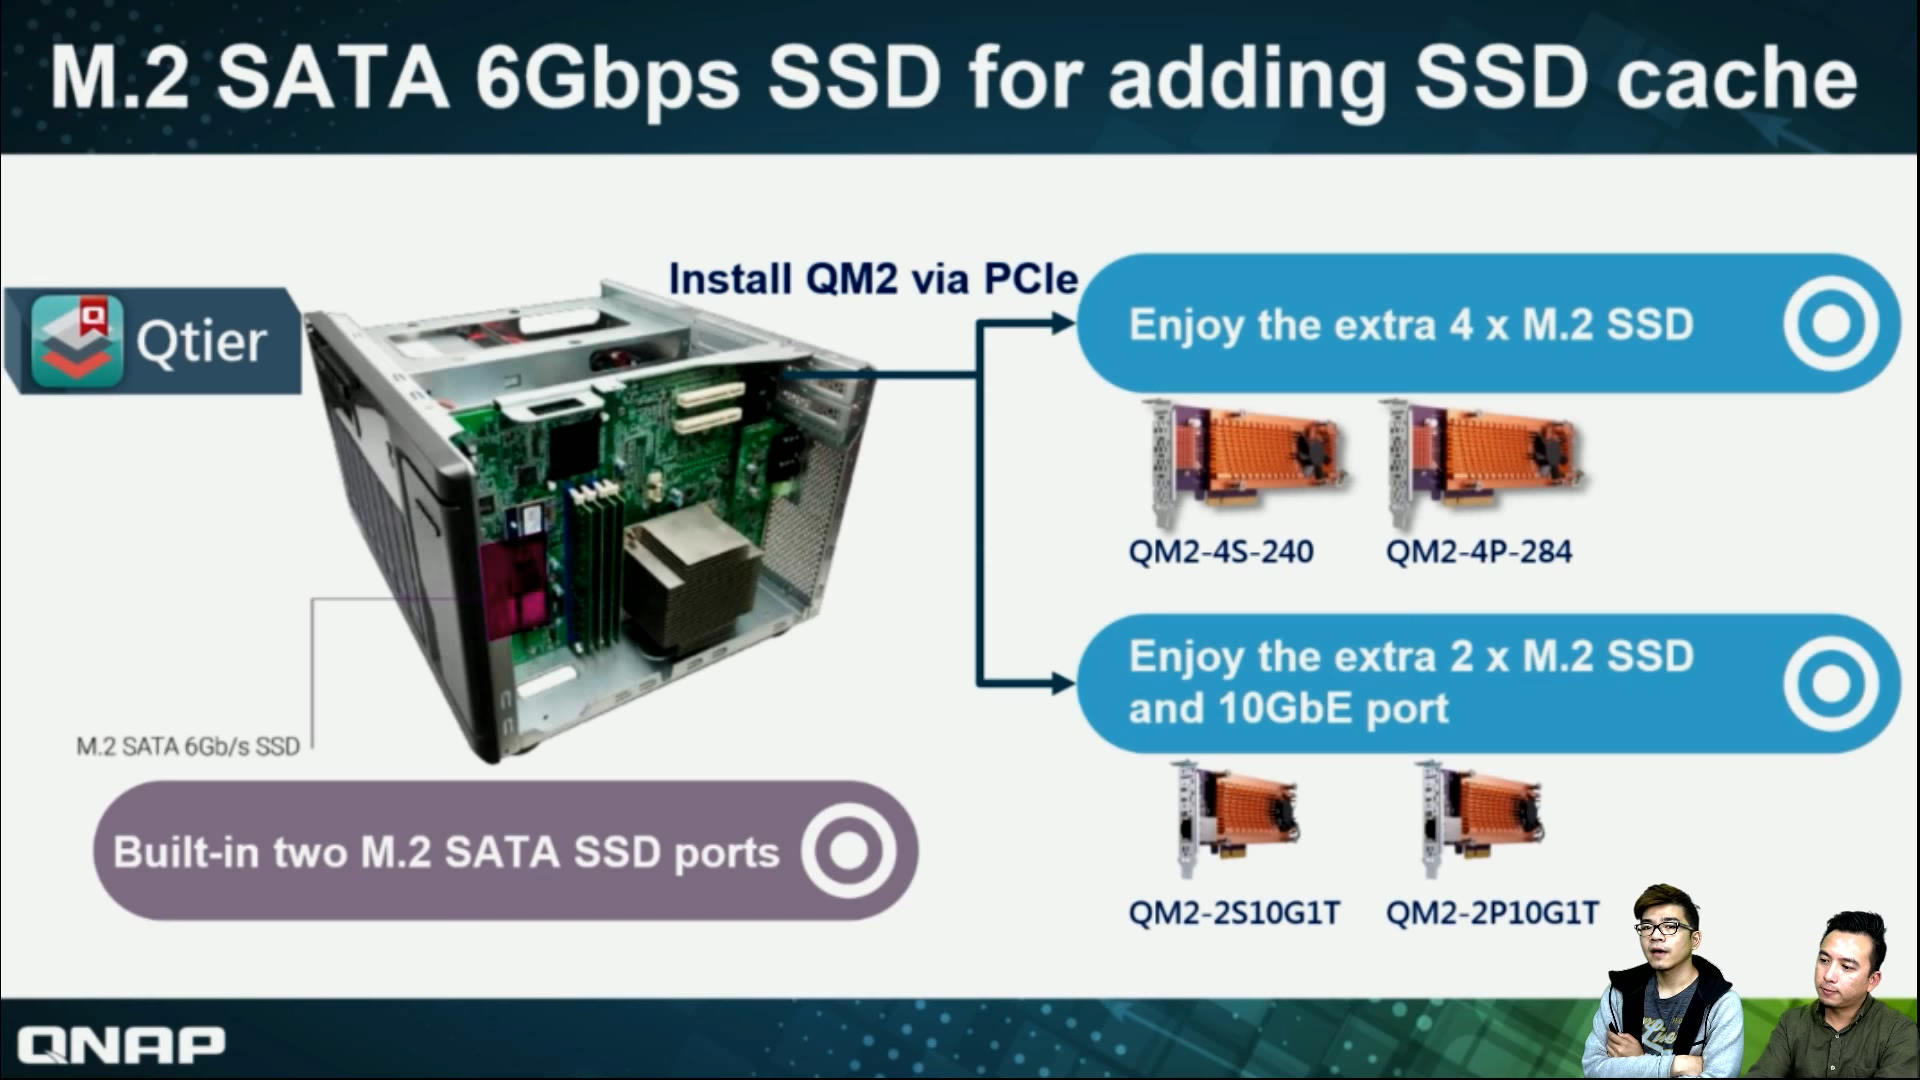 M.2 SATA 6Gbps SSD for adding SSD cache
Install QM2 via PCIe
Qtier
Enjoy the extra 4 x M.2 SSD
QM2-4S-240
QM2-4P-284
M.2 SATA 6Gb/s SSD
Built-in two M.2 SATA SSD ports
Enjoy the extra 2 x M.2 SSD
and 10GbE port
QM2-2S10G1T
QM2-2P10G1T
QNAP